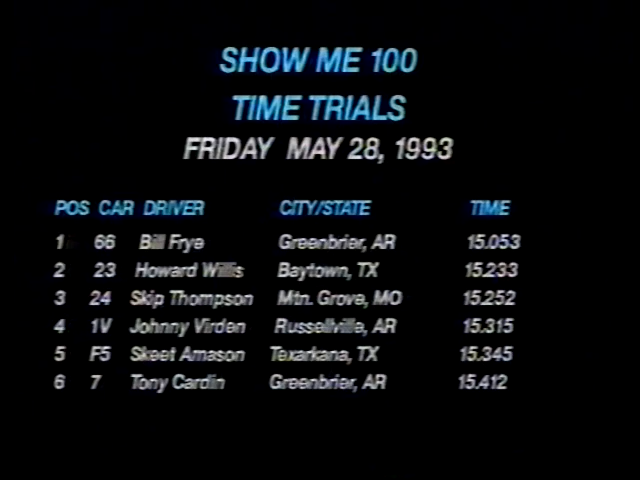 SHOW ME 100
TIME TRIALS
FRIDAY MAY 28, 1993
POS CAR DRIVER CITY/STATE TIME
1 66 Bill Frye Greenbrier, AR 15.053
2 23 Howard Willis Baytown, TX 15.233
3 24 Skip Thompson Mtn. Grove, MO 15.252
4 1V Johnny Virden Russellville, AR 15.315
5 F5 Skeet Amason Texarkana, TX 15.345
6 7 Tony Cardin Greenbrier, AR 15.412